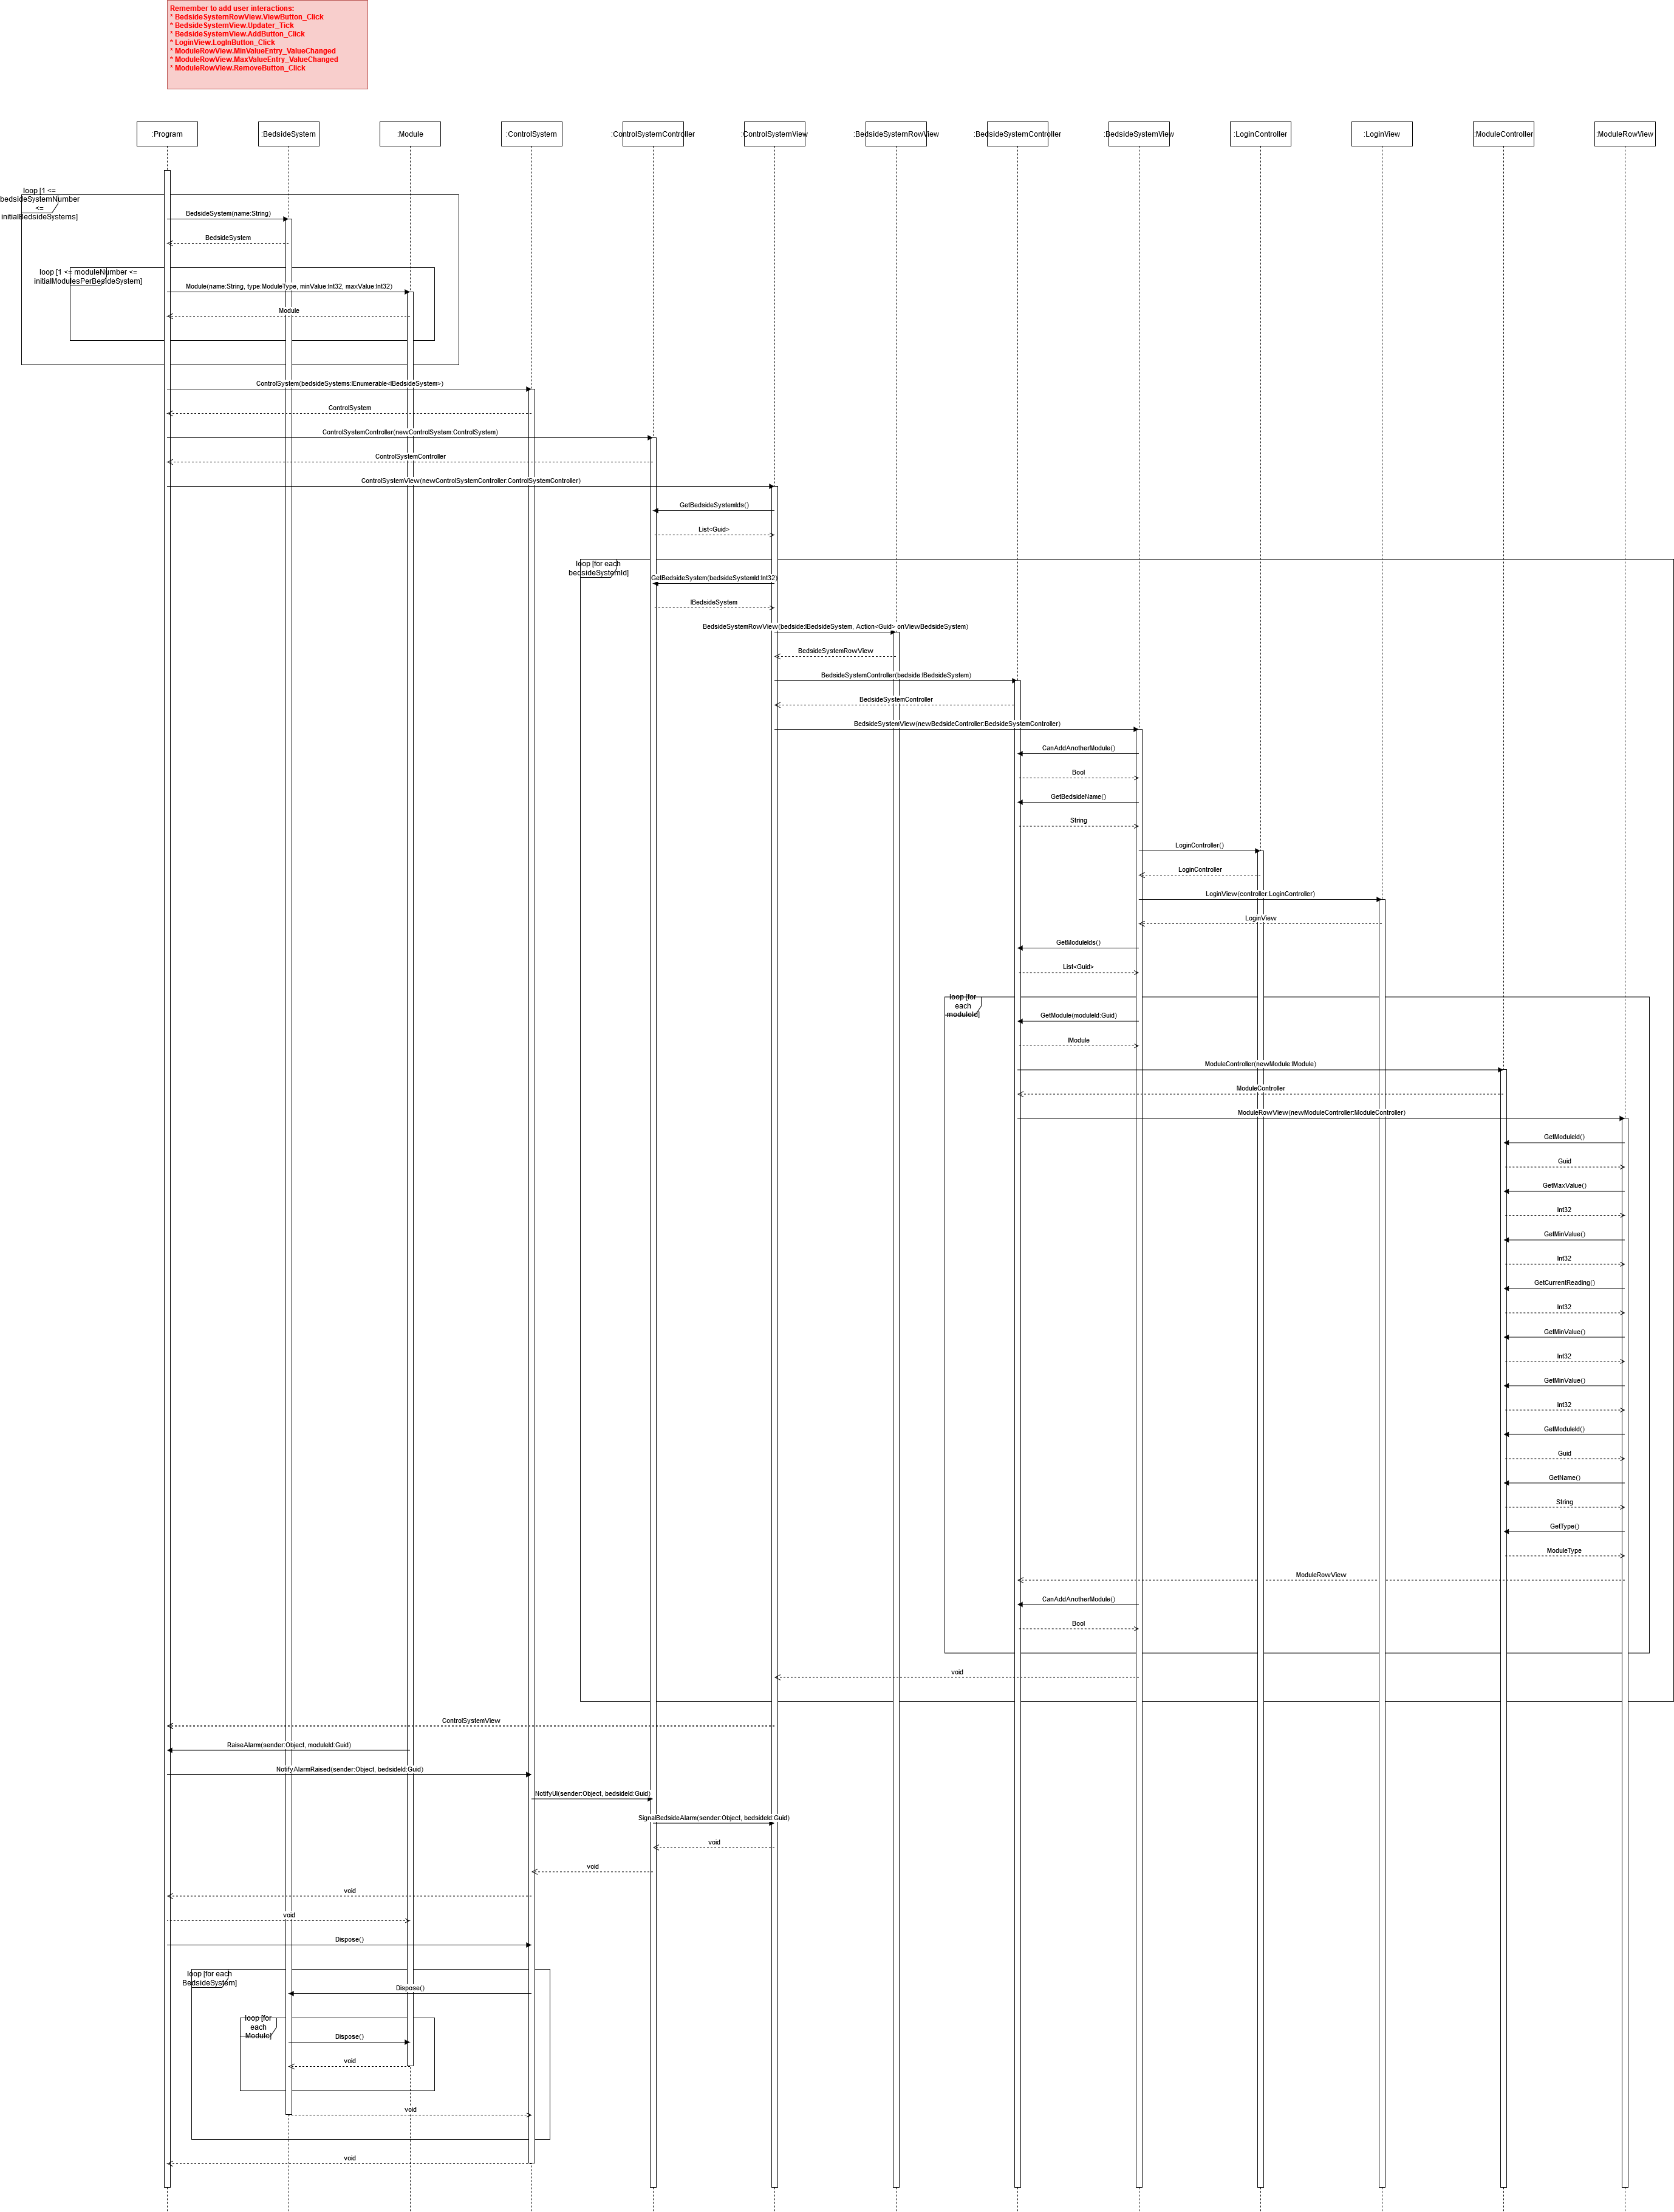 Remember to add user interactions:
* BedsideSystemRowView.ViewButton_Click
* BedsideSystemView.Updater_Tick
* BedsideSystemView.AddButton_Click
* LoginView.LogInButton_Click
* ModuleRowView.MinValueEntry_ValueChanged
* ModuleRowView.MaxValueEntry_ValueChanged
* ModuleRowView.RemoveButton_Click
:Program
:BedsideSystem
:Module
:ControlSystem
:ControlSystemController
:ControlSystemView
:BedsideSystemRowView
:BedsideSystemController
:BedsideSystemView
:LoginController
:LoginView
:ModuleController
:ModuleRowView
loop [1 <=
bedsideSystemNumber
<=
initialBedsideSystems]
BedsideSystem(name:String)
BedsideSystem
loop [1 <= moduleNumber <=
initialModulesPerBesideSystem]
Module(name:String, type:ModuleType, minValue:Int32, maxValue:Int32)
Module
ControlSystem(bedsideSystems:IEnumerable<IBedsideSystem>)
ControlSystem
ControlSystemController(newControlSystem:ControlSystem)
ControlSystemController
ControlSystemView(newControlSystemController:ControlSystemController)
GetBedsideSystemIds()
List<Guid>
loop [for each
bedsideSystemId]
GetBedsideSystem(bedsideSystemId:Int32)
IBedsideSystem
BedsideSystemRowView(bedside:IBedsideSystem, Action<Guid> onViewBedsideSystem)
BedsideSystemRowView
BedsideSystemController(bedside:IBedsideSystem)
BedsideSystemController
BedsideSystemView(newBedsideController:BedsideSystemController)
CanAddAnotherModule()
Bool
GetBedsideName()
String
LoginController()
LoginController
LoginView(controller:LoginController)
LoginView
GetModuleIds()
List<Guid>
loop [for
each
moduleId]
GetModule(moduleId:Guid)
IModule
ModuleController(newModule:IModule)
ModuleController
ModuleRowView(newModuleController:ModuleController)
GetModuleId()
Guid
GetMaxValue()
Int32
GetMinValue()
Int32
GetCurrentReading()
Int32
GetMinValue()
Int32
GetMinValue()
Int32
GetModuleId()
Guid
GetName()
String
GetType()
ModuleType
ModuleRowView
CanAddAnotherModule()
Bool
void
ControlSystemView
RaiseAlarm(sender:Object, moduleId:Guid)
NotifyAlarmRaised(sender:Object, bedsideId:Guid)
NotifyUI(sender:Object, bedsideId:Guid)
SignalBedsideAlarm(sender:Object, bedsideId:Guid)
void
void
void
void
Dispose()
loop [for each
BedsideSystem]
Dispose()
loop [for
each
Module]
Dispose()
void
void
void